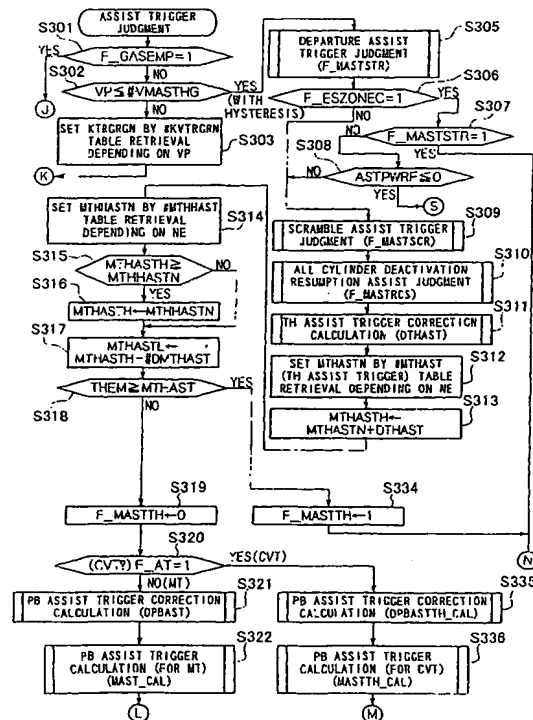 ASSIST TRIGGER
JUDGMENT
S301
F_GASEMP=1
YES
NO
J
S302
VP≦#VMASTHG
YES
(WITH
HYSTERESIS)
NO
SET KTRGRGN BY #KVTRGRN
TABLE RETRIEVAL
DEPENDING ON VP
S303
K
S305
DEPARTURE ASSIST
TRIGGER JUDGMENT
(F_MASTSTR)
S306
F_ESZONEC=1
YES
NO
S307
F_MASTSTR=1
NO
YES
S308
ASTPWRF≦0
NO
YES
S
S309
SCRAMBLE ASSIST TRIGGER
JUDGMENT (F_MASTSCR)
S310
ALL CYLINDER DEACTIVATION
RESUMPTION ASSIST JUDGMENT
(F_MASTRCS)
S311
TH ASSIST TRIGGER CORRECTION
CALCULATION (DTHAST)
S312
SET MTHASTN BY #MTHAST
(TH ASSIST TRIGGER) TABLE
RETRIEVAL DEPENDING ON NE
S313
MTHASTH←
MTHASTN+DTHAST
SET MTHHASTN BY #MTHHAST
TABLE RETRIEVAL
DEPENDING ON NE
S314
S315
MTHASTH≧
MTHHASTN
NO
YES
S316
MTHASTH←MTHHASTN
S317
MTHASTL←
MTHASTH-#DMTHAST
THEM≧MTHAST
YES
S318
NO
S319
F_MASTTH←0
S334
F_MASTTH←1
N
S320
(CVT?) F_AT=1
YES(CVT)
NO(MT)
S321
PB ASSIST TRIGGER CORRECTION
CALCULATION (DPBAST)
S322
PB ASSIST TRIGGER
CALCULATION (FOR MT)
(MAST_CAL)
L
S335
PB ASSIST TRIGGER CORRECTION
CALCULATION (DPBASTTH_CAL)
S336
PB ASSIST TRIGGER
CALCULATION (FOR CVT)
(MASTTH_CAL)
M